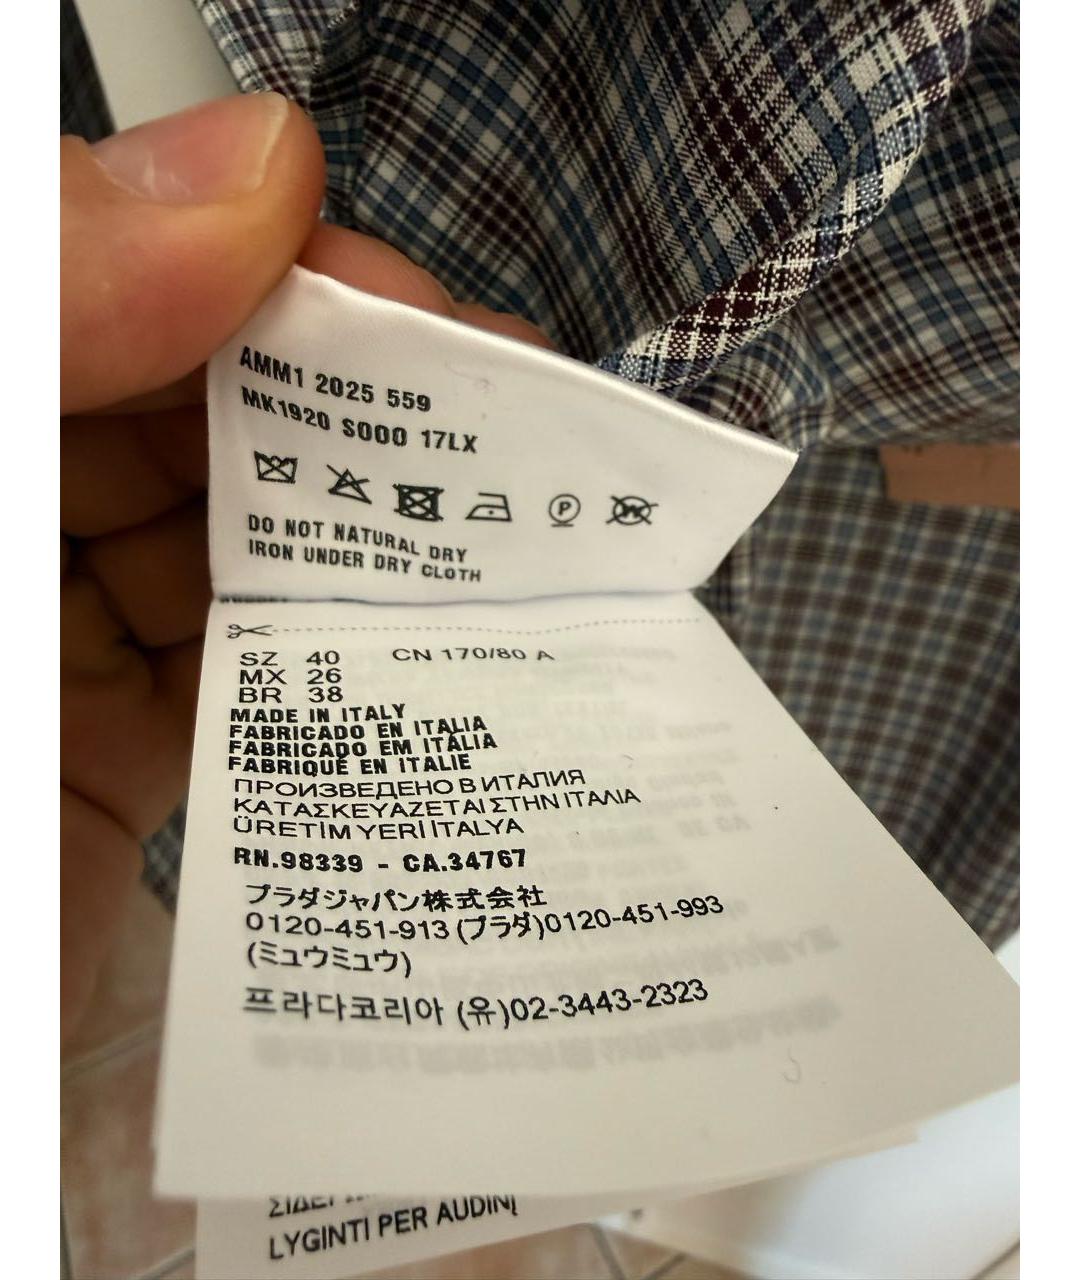 AMM1 2025 559
MK1920 S000 17LX
P W
DO NOT NATURAL DRY
IRON UNDER DRY CLOTH
SZ 40 CN 170/80 A
MX 26
BR 38
MADE IN ITALY
FABRICADO EN ITALIA
FABRICADO EM ITÁLIA
FABRIQUÉ EN ITALIE
ПРОИЗВЕДЕНО В ИТАЛИЯ
ΚΑΤΑΣΚΕΥΑΖΕΤΑΙ ΣΤΗΝ ΙΤΑΛΙΑ
ÜRETİM YERİ İTALYA
RN.98339 - CA.34767
プラダジャパン株式会社
0120-451-913 (プラダ)0120-451-993
(ミュウミュウ)
프라다코리아 (유)02-3443-2323
LYGINTI PER AUDINĮ